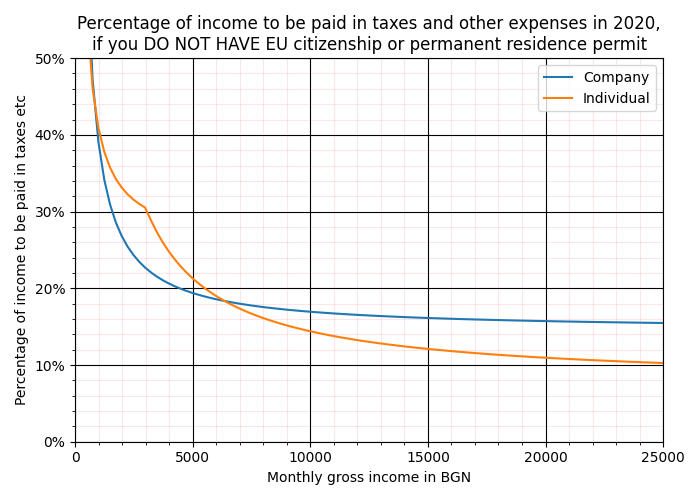 Percentage of income to be paid in taxes and other expenses in 2020,
if you DO NOT HAVE EU citizenship or permanent residence permit
Percentage of income to be paid in taxes etc
50%
40%
30%
20%
10%
0%
Company
Individual
0
5000
10000
15000
20000
25000
Monthly gross income in BGN